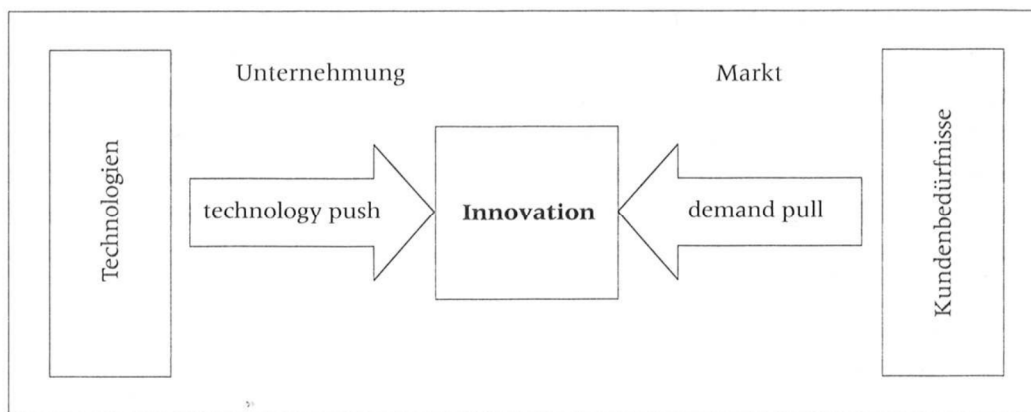 Unternehmung
Markt
Technologien
technology push
Innovation
demand pull
Kundenbedürfnisse